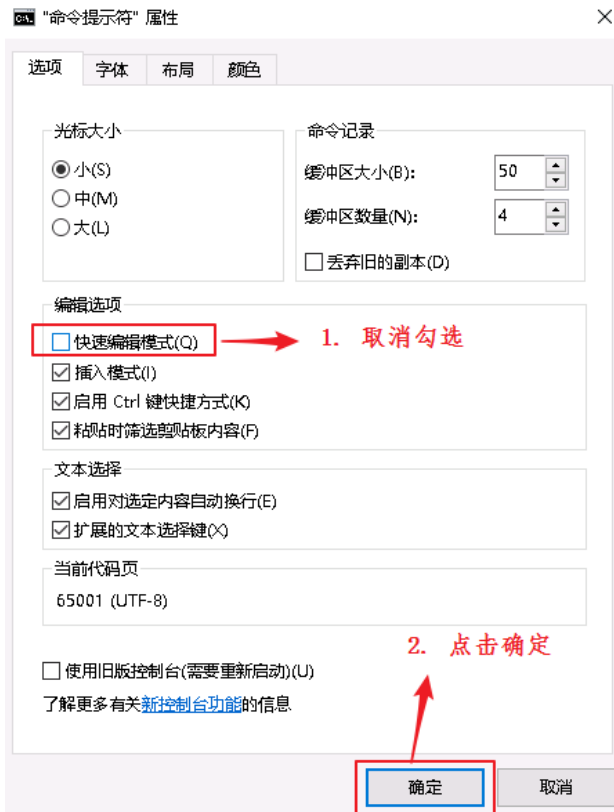 "命令提示符" 属性
选项 字体 布局 颜色
光标大小
小(S)
中(M)
大(L)
命令记录
缓冲区大小(B): 50
缓冲区数量(N): 4
丢弃旧的副本(D)
编辑选项
快速编辑模式(Q)
1. 取消勾选
插入模式(I)
启用 Ctrl 键快捷方式(K)
粘贴时筛选剪贴板内容(F)
文本选择
启用对选定内容自动换行(E)
扩展的文本选择键(X)
当前代码页
65001 (UTF-8)
2. 点击确定
使用旧版控制台(需要重新启动)(U)
了解更多有关新控制台功能的信息
确定 取消